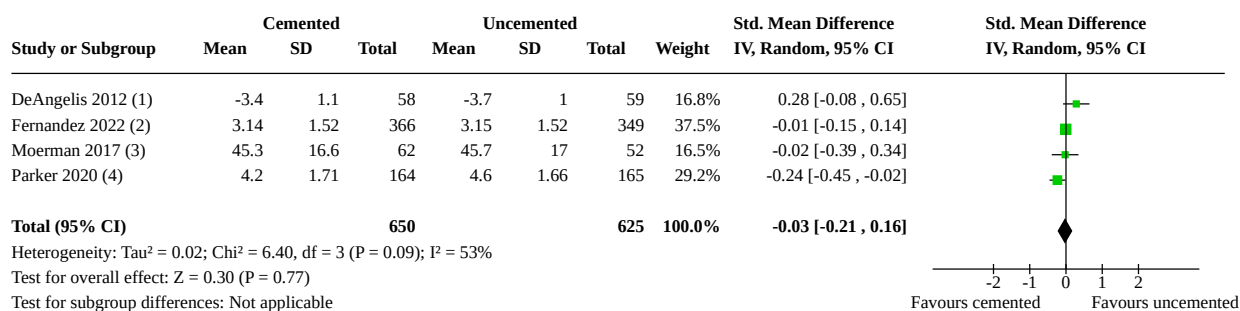 Cemented Uncemented Std. Mean Difference Std. Mean Difference
Study or Subgroup Mean SD Total Mean SD Total Weight IV, Random, 95% CI IV, Random, 95% CI
DeAngelis 2012 (1) -3.4 1.1 58 -3.7 1 59 16.8% 0.28 [-0.08 , 0.65]
Fernandez 2022 (2) 3.14 1.52 366 3.15 1.52 349 37.5% -0.01 [-0.15 , 0.14]
Moerman 2017 (3) 45.3 16.6 62 45.7 17 52 16.5% -0.02 [-0.39 , 0.34]
Parker 2020 (4) 4.2 1.71 164 4.6 1.66 165 29.2% -0.24 [-0.45 , -0.02]
Total (95% CI) 650 625 100.0% -0.03 [-0.21 , 0.16]
Heterogeneity: Tau² = 0.02; Chi² = 6.40, df = 3 (P = 0.09); I² = 53%
Test for overall effect: Z = 0.30 (P = 0.77)
-2 -1 0 1 2
Test for subgroup differences: Not applicable Favours cemented Favours uncemented